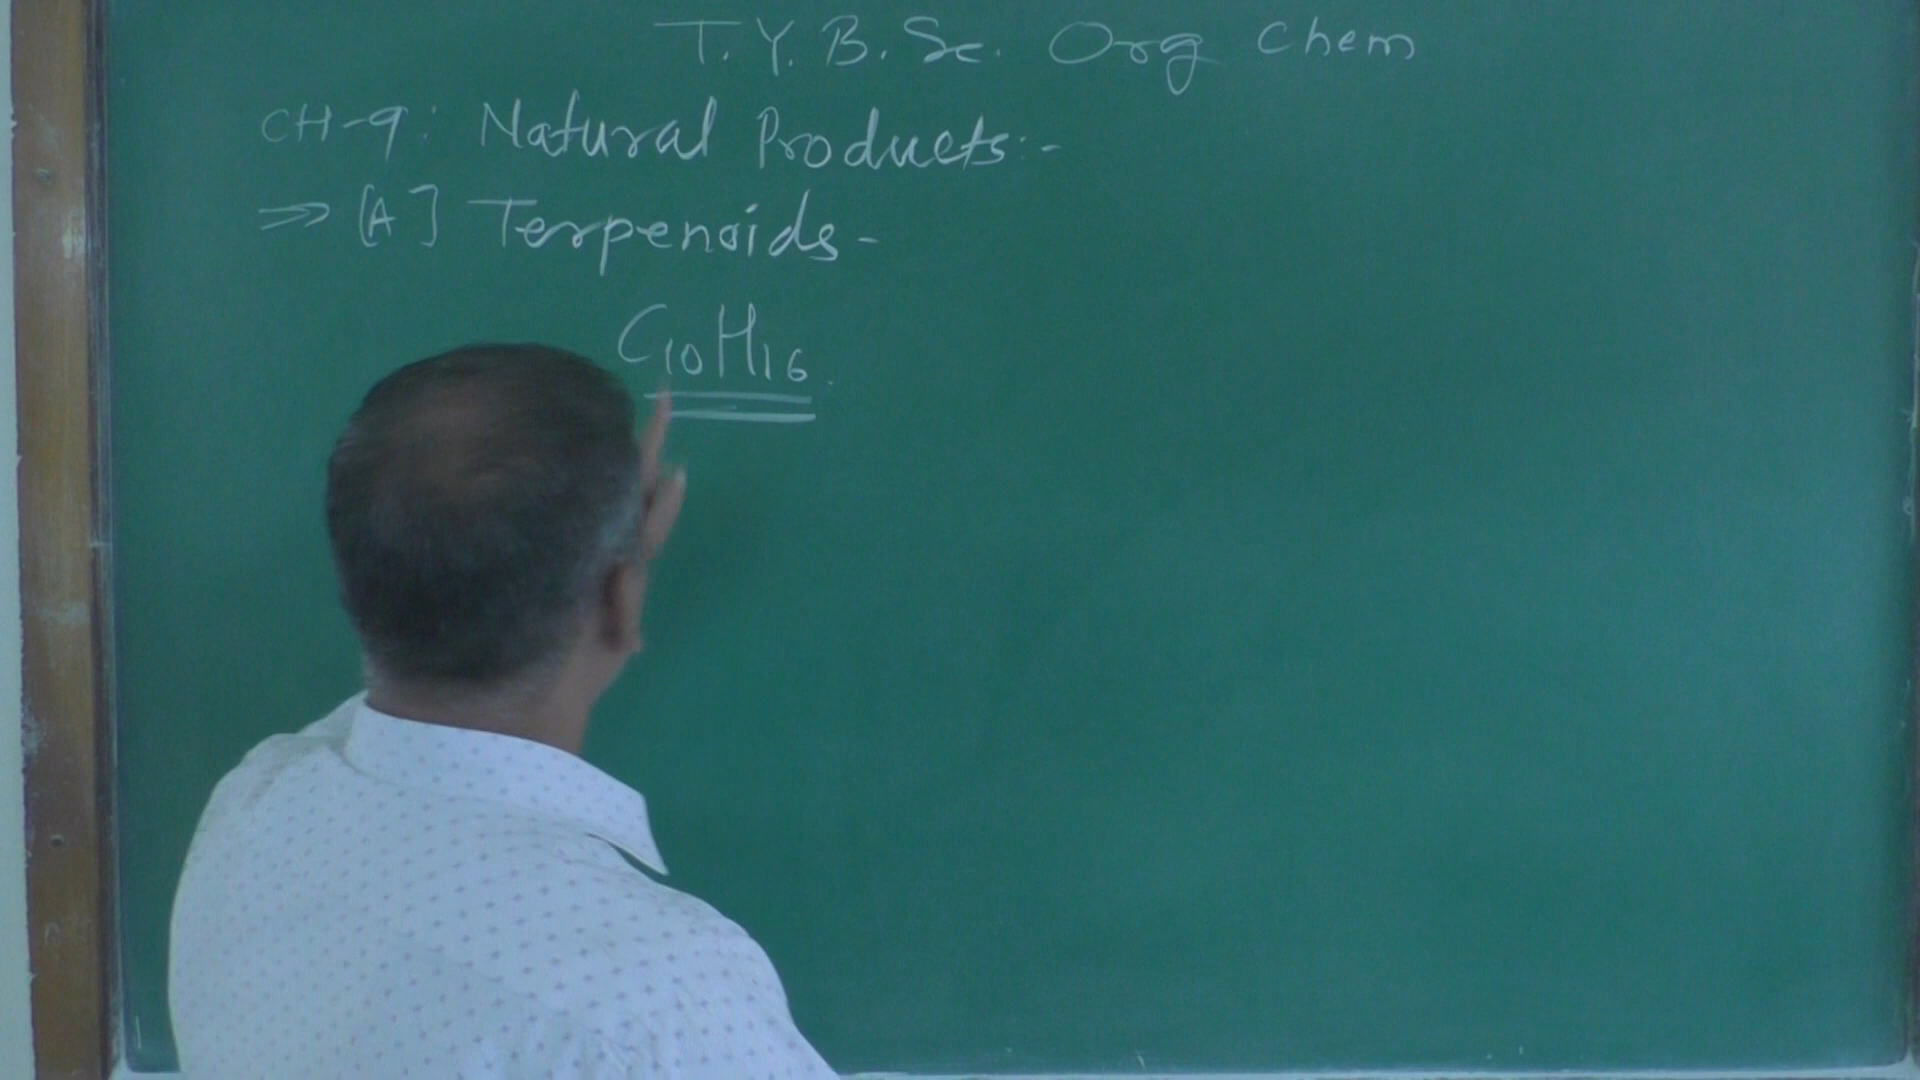 T.Y.B.Sc. Org Chem
CH-9: Natural Products:-
⇒ [A] Terpenoids-
C10H16.